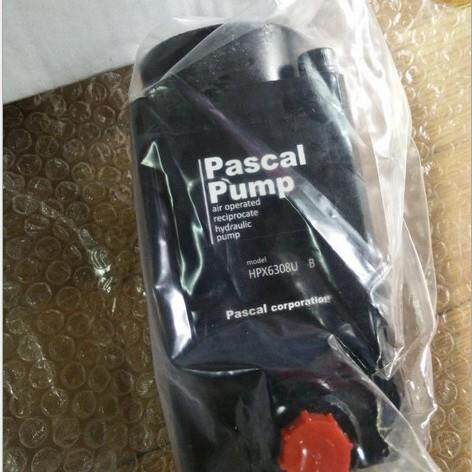 Pascal
Pump
air operated
reciprocate
hydraulic
pump
model
HPX6308U -B
Pascal corporation